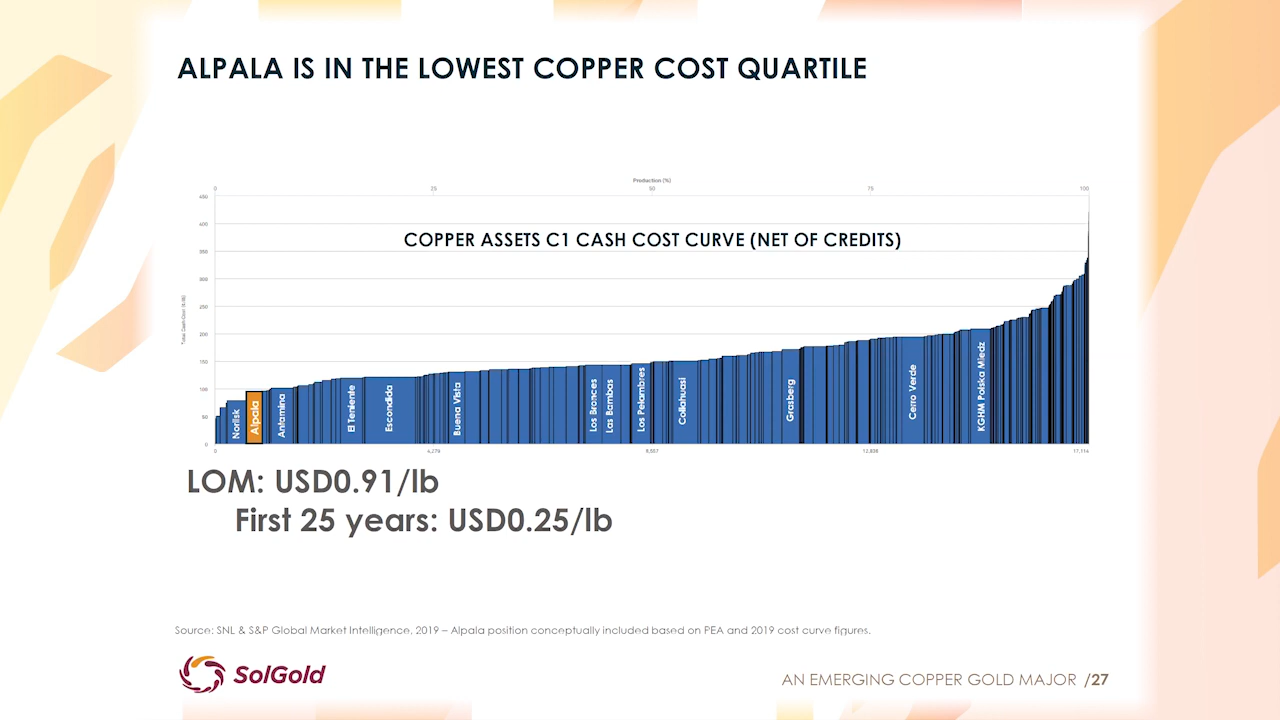 ALPALA IS IN THE LOWEST COPPER COST QUARTILE
Production (%)
0 25 50 75 100
450
400
COPPER ASSETS C1 CASH COST CURVE (NET OF CREDITS)
350
300
250
200
150
100
50
0
Norilsk
Alpala
Antamina
El Teniente
Escondida
Buena Vista
Los Bronces
Las Bambas
Los Pelambres
Collahuasi
Grasberg
Cerro Verde
KGHM Polska Miedz
0 4,279 8,557 12,836 17,114
LOM: USD0.91/lb
First 25 years: USD0.25/lb
Source: SNL & S&P Global Market Intelligence, 2019 – Alpala position conceptually included based on PEA and 2019 cost curve figures.
SolGold
AN EMERGING COPPER GOLD MAJOR /27